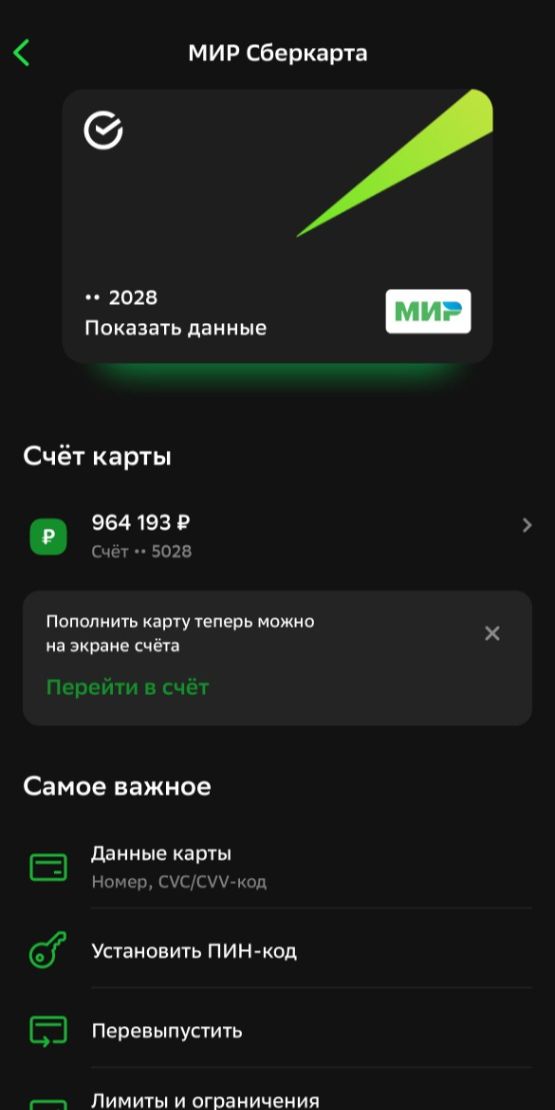 МИР Сберкарта
•• 2028
Показать данные
МИР
Счёт карты
₽
964 193 ₽
Счёт •• 5028
Пополнить карту теперь можно
на экране счёта
Перейти в счёт
Самое важное
Данные карты
Номер, CVC/CVV-код
Установить ПИН-код
Перевыпустить
Лимиты и ограничения